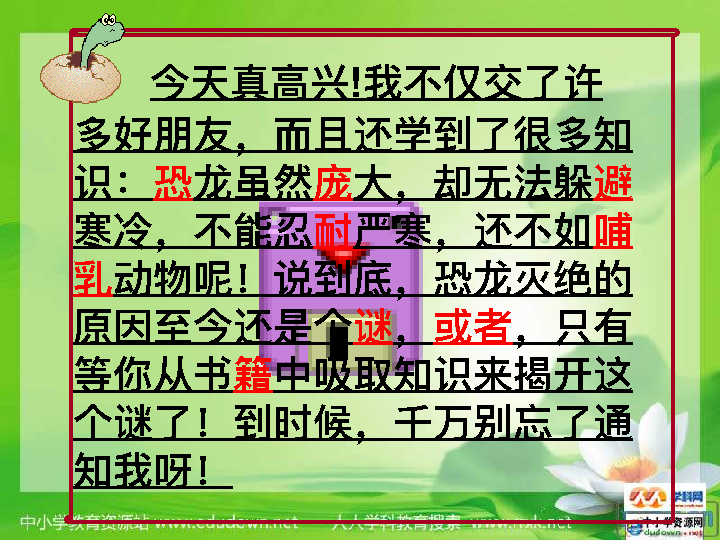 今天真高兴!我不仅交了许
多好朋友，而且还学到了很多知
识：恐龙虽然庞大，却无法躲避
寒冷，不能忍耐严寒，还不如哺
乳动物呢！说到底，恐龙灭绝的
原因至今还是个谜，或者，只有
等你从书籍中吸取知识来揭开这
个谜了！到时候，千万别忘了通
知我呀！
学科网
中小学资源网
dudown.net
中小学教育资源站 www.edudown.net 人人学科教育搜索 www.rrxk.net